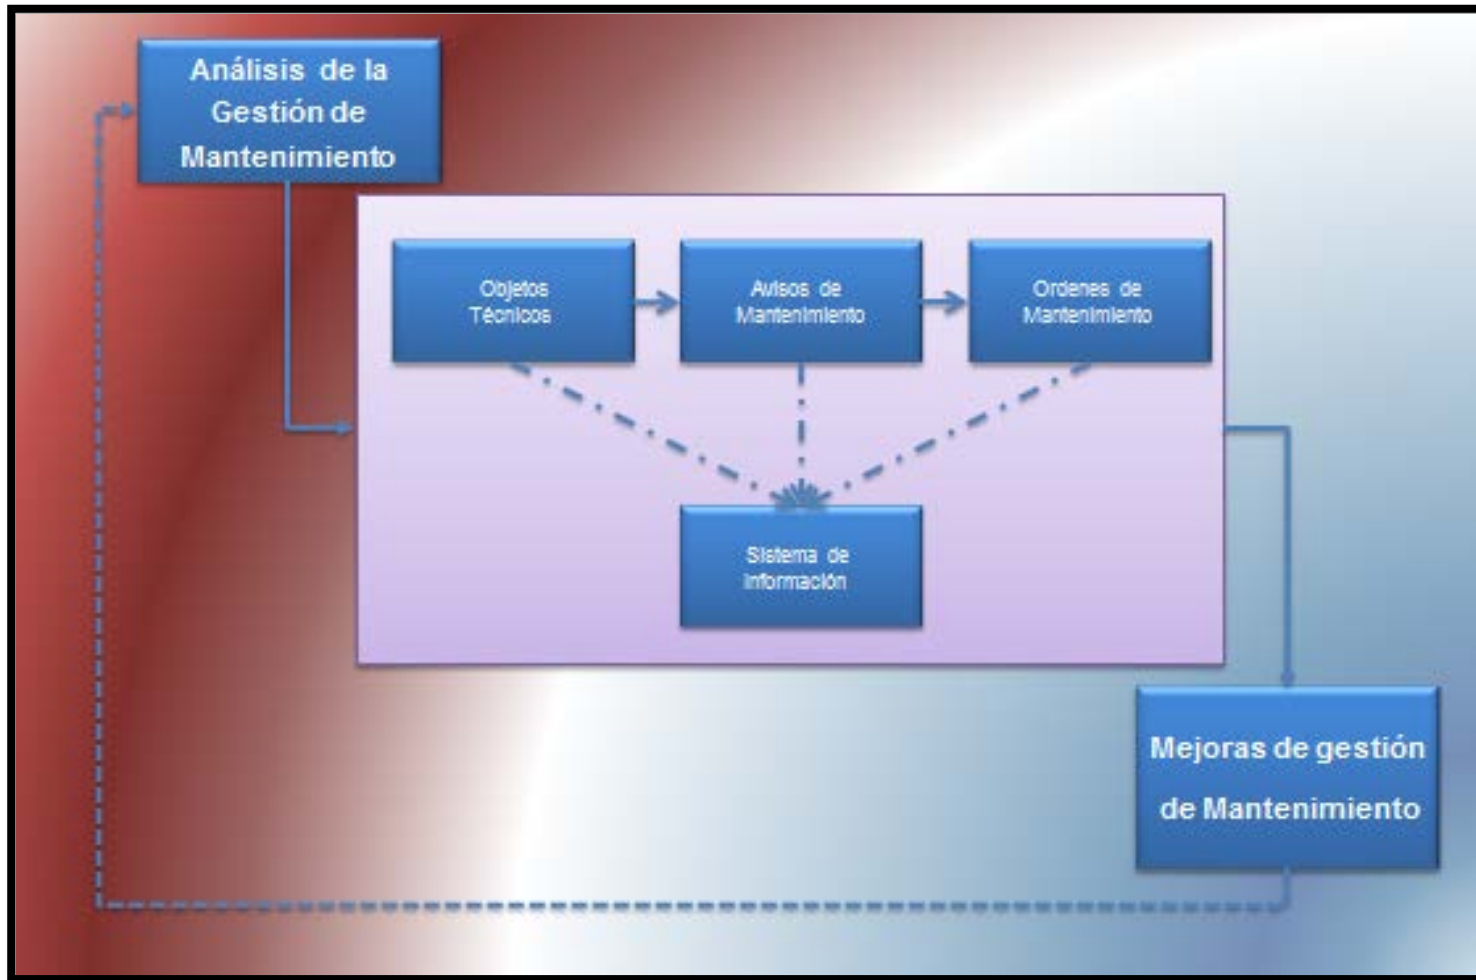 Análisis de la
Gestión de
Mantenimiento
Objetos
Técnicos
Avisos de
Mantenimiento
Ordenes de
Mantenimiento
Sistema de
Información
Mejoras de gestión
de Mantenimiento